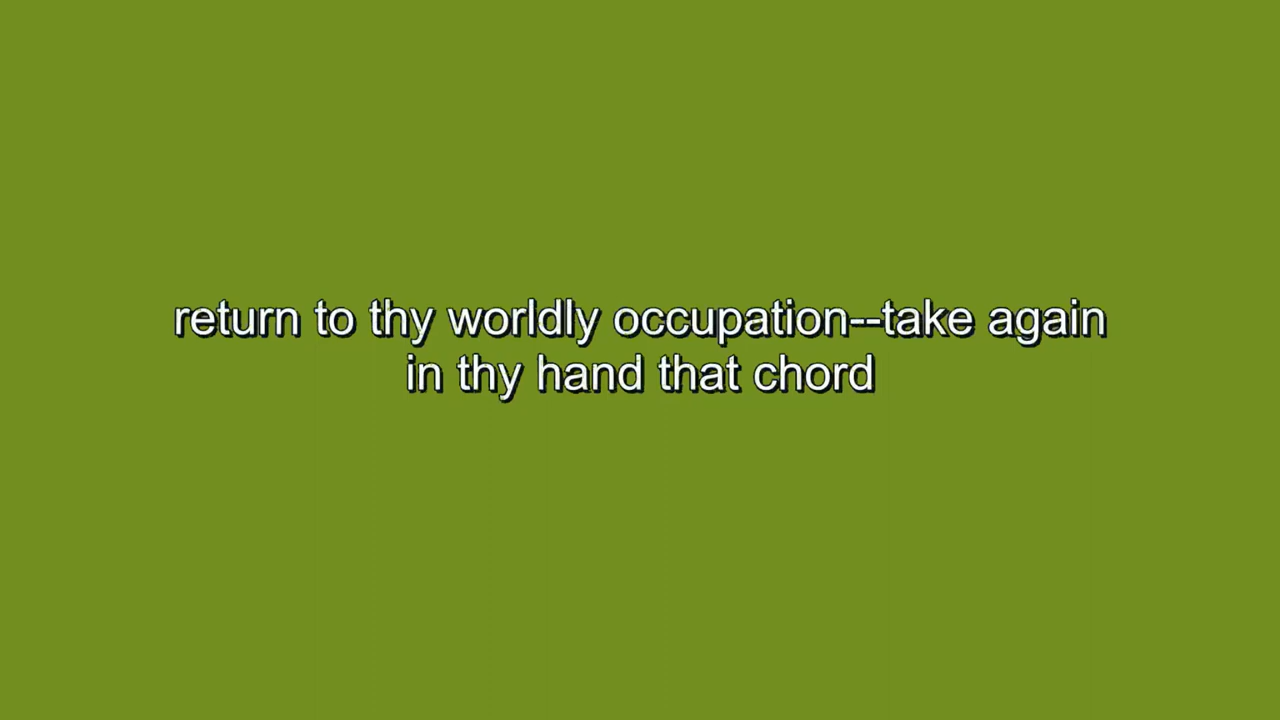 return to thy worldly occupation--take again
in thy hand that chord